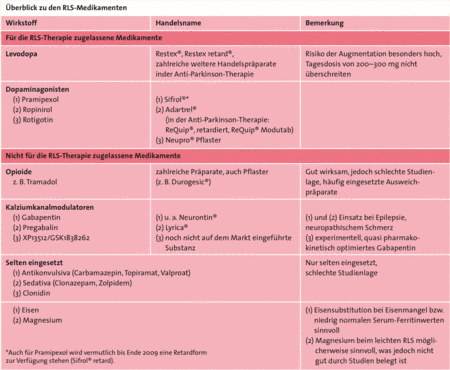 Überblick zu den RLS-Medikamenten
Wirkstoff Handelsname Bemerkung
Für die RLS-Therapie zugelassene Medikamente
Levodopa Restex®, Restex retard®, Risiko der Augmentation besonders hoch,
zahlreiche weitere Handelspräparate Tagesdosis von 200–300 mg nicht
inder Anti-Parkinson-Therapie überschreiten
Dopaminagonisten
(1) Pramipexol (1) Sifrol®*
(2) Ropinirol (2) Adartrel®
(in der Anti-Parkinson-Therapie:
(3) Rotigotin ReQuip®, retardiert, ReQuip® Modutab)
(3) Neupro® Pflaster
Nicht für die RLS-Therapie zugelassene Medikamente
Opioide zahlreiche Präparate, auch Pflaster Gut wirksam, jedoch schlechte Studien-
z. B. Tramadol (z. B. Durogesic®) lage, häufig eingesetzte Ausweich-
präparate
Kalziumkanalmodulatoren
(1) Gabapentin (1) u. a. Neurontin® (1) und (2) Einsatz bei Epilepsie,
(2) Pregabalin (2) Lyrica® neuropathischem Schmerz
(3) XP13512/GSK1838262 (3) noch nicht auf dem Markt eingeführte (3) experimentell, quasi pharmako-
Substanz kinetisch optimiertes Gabapentin
Selten eingesetzt Nur selten eingesetzt,
(1) Antikonvulsiva (Carbamazepin, Topiramat, Valproat) schlechte Studienlage
(2) Sedativa (Clonazepam, Zolpidem)
(3) Clonidin
(1) Eisen (1) Eisensubstitution bei Eisenmangel bzw.
(2) Magnesium niedrig normalen Serum-Ferritinwerten
sinnvoll
(2) Magnesium beim leichten RLS mögli-
*Auch für Pramipexol wird vermutlich bis Ende 2009 eine Retardform cherweise sinnvoll, was jedoch nicht
zur Verfügung stehen (Sifrol® retard). gut durch Studien belegt ist